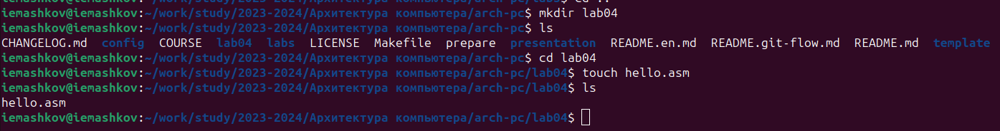 iemashkov@iemashkov:~/work/study/2023-2024/Архитектура компьютера/arch-pc$ mkdir lab04
iemashkov@iemashkov:~/work/study/2023-2024/Архитектура компьютера/arch-pc$ ls
CHANGELOG.md config COURSE lab04 labs LICENSE Makefile prepare presentation README.en.md README.git-flow.md README.md template
iemashkov@iemashkov:~/work/study/2023-2024/Архитектура компьютера/arch-pc$ cd lab04
iemashkov@iemashkov:~/work/study/2023-2024/Архитектура компьютера/arch-pc/lab04$ touch hello.asm
iemashkov@iemashkov:~/work/study/2023-2024/Архитектура компьютера/arch-pc/lab04$ ls
hello.asm
iemashkov@iemashkov:~/work/study/2023-2024/Архитектура компьютера/arch-pc/lab04$